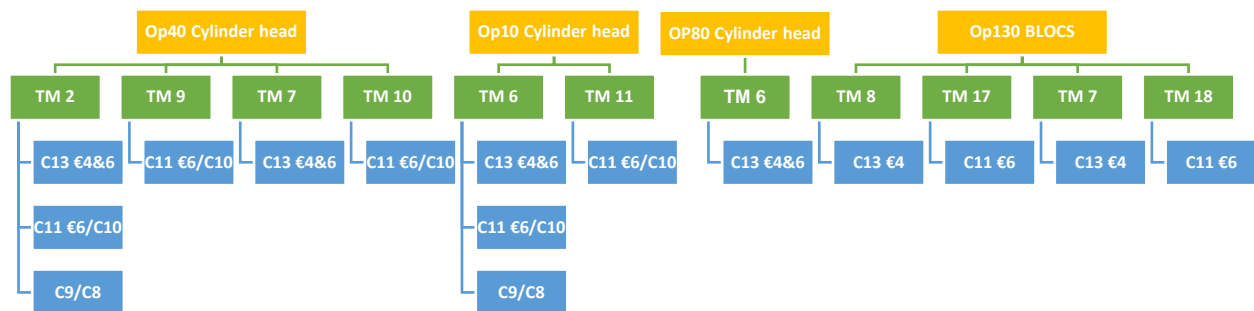 Op40 Cylinder head
Op10 Cylinder head
OP80 Cylinder head
Op130 BLOCS
TM 2
TM 9
TM 7
TM 10
TM 6
TM 11
TM 6
TM 8
TM 17
TM 7
TM 18
C13 €4&6
C11 €6/C10
C13 €4&6
C11 €6/C10
C13 €4&6
C11 €6/C10
C13 €4&6
C13 €4
C11 €6
C13 €4
C11 €6
C11 €6/C10
C11 €6/C10
C9/C8
C9/C8